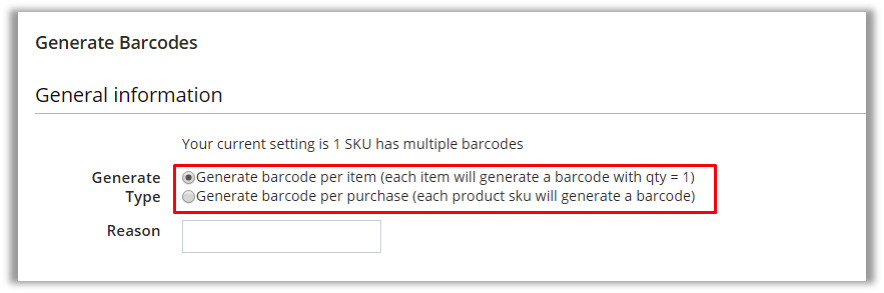 Generate Barcodes
General information
Your current setting is 1 SKU has multiple barcodes
Generate Type
Generate barcode per item (each item will generate a barcode with qty = 1)
Generate barcode per purchase (each product sku will generate a barcode)
Reason